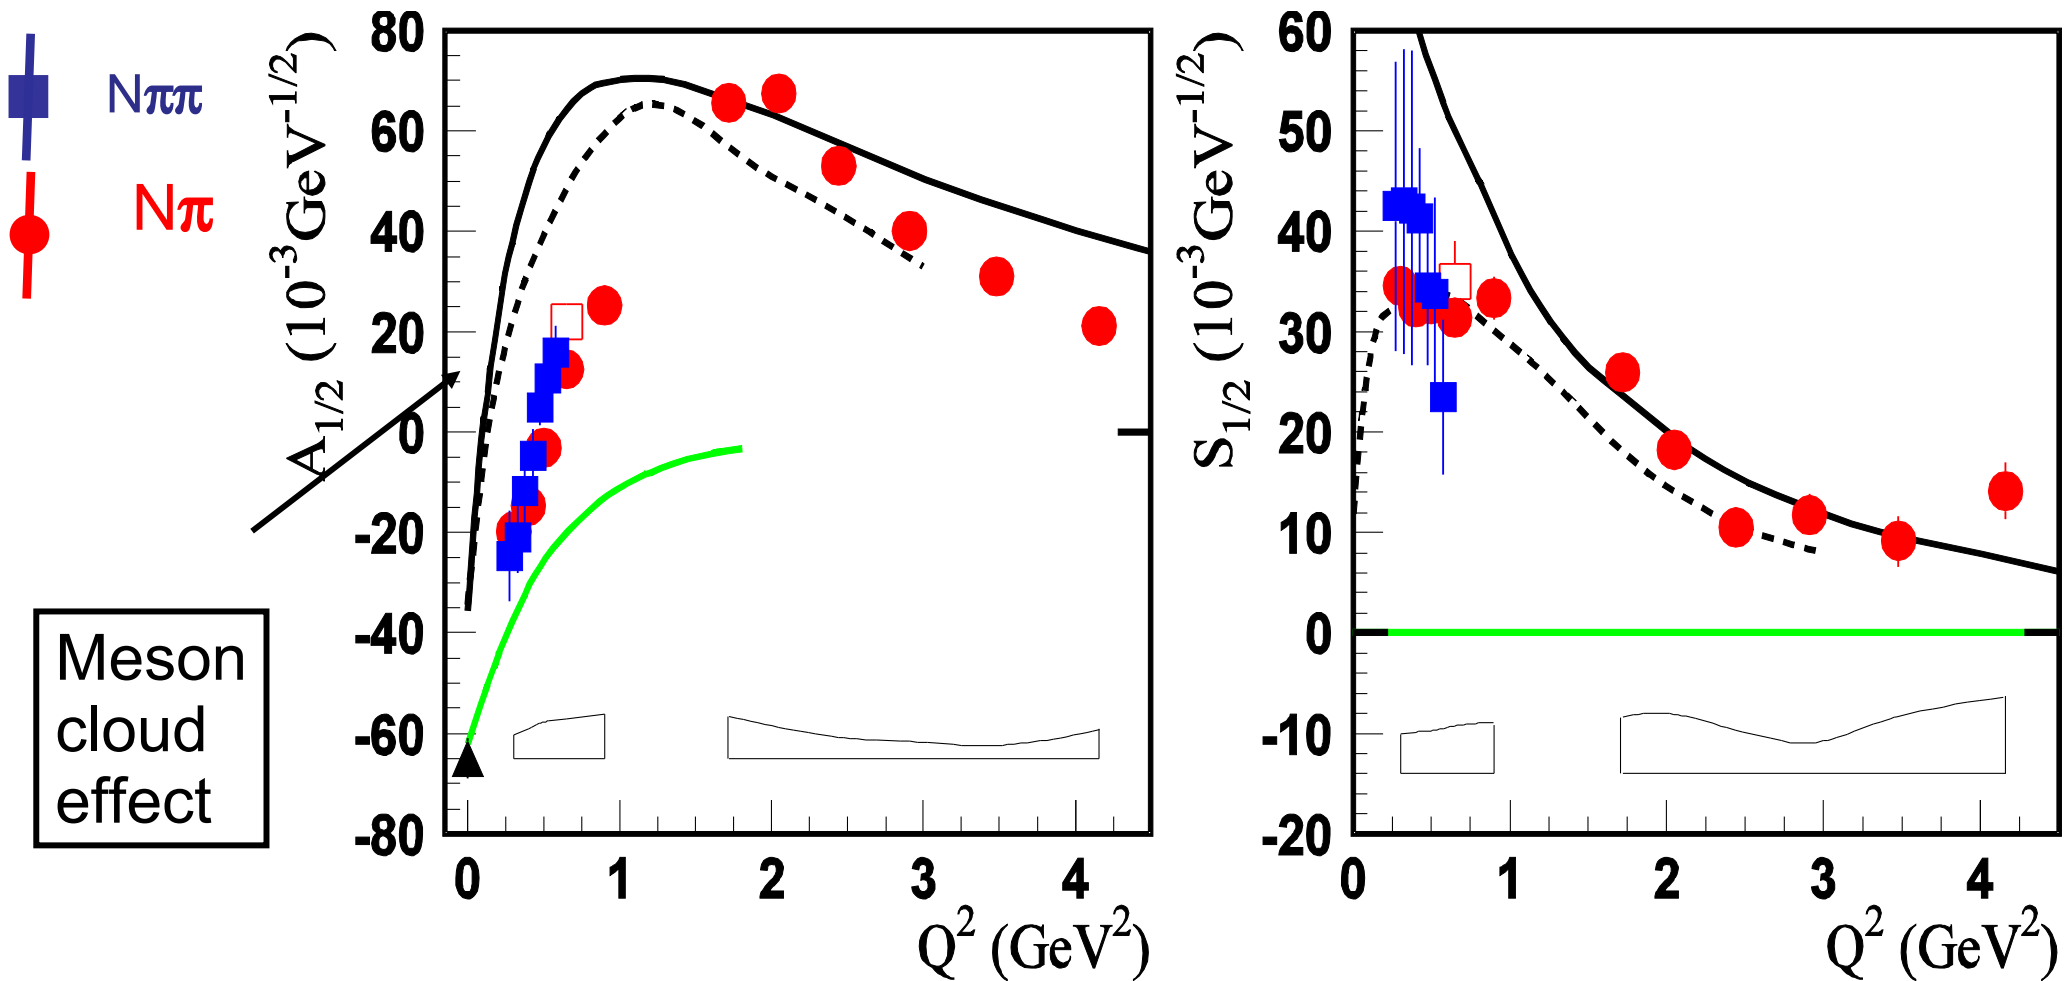 Nππ
Nπ
Meson
cloud
effect
A1/2 (10-3GeV-1/2)
80
60
40
20
0
-20
-40
-60
-80
0 1 2 3 4
Q2 (GeV2)
S1/2 (10-3GeV-1/2)
60
50
40
30
20
10
0
-10
-20
0 1 2 3 4
Q2 (GeV2)